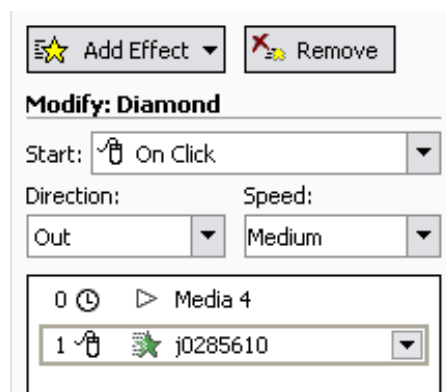 Add Effect Remove
Modify: Diamond
Start: On Click
Direction: Speed:
Out Medium
0 Media 4
1 j0285610